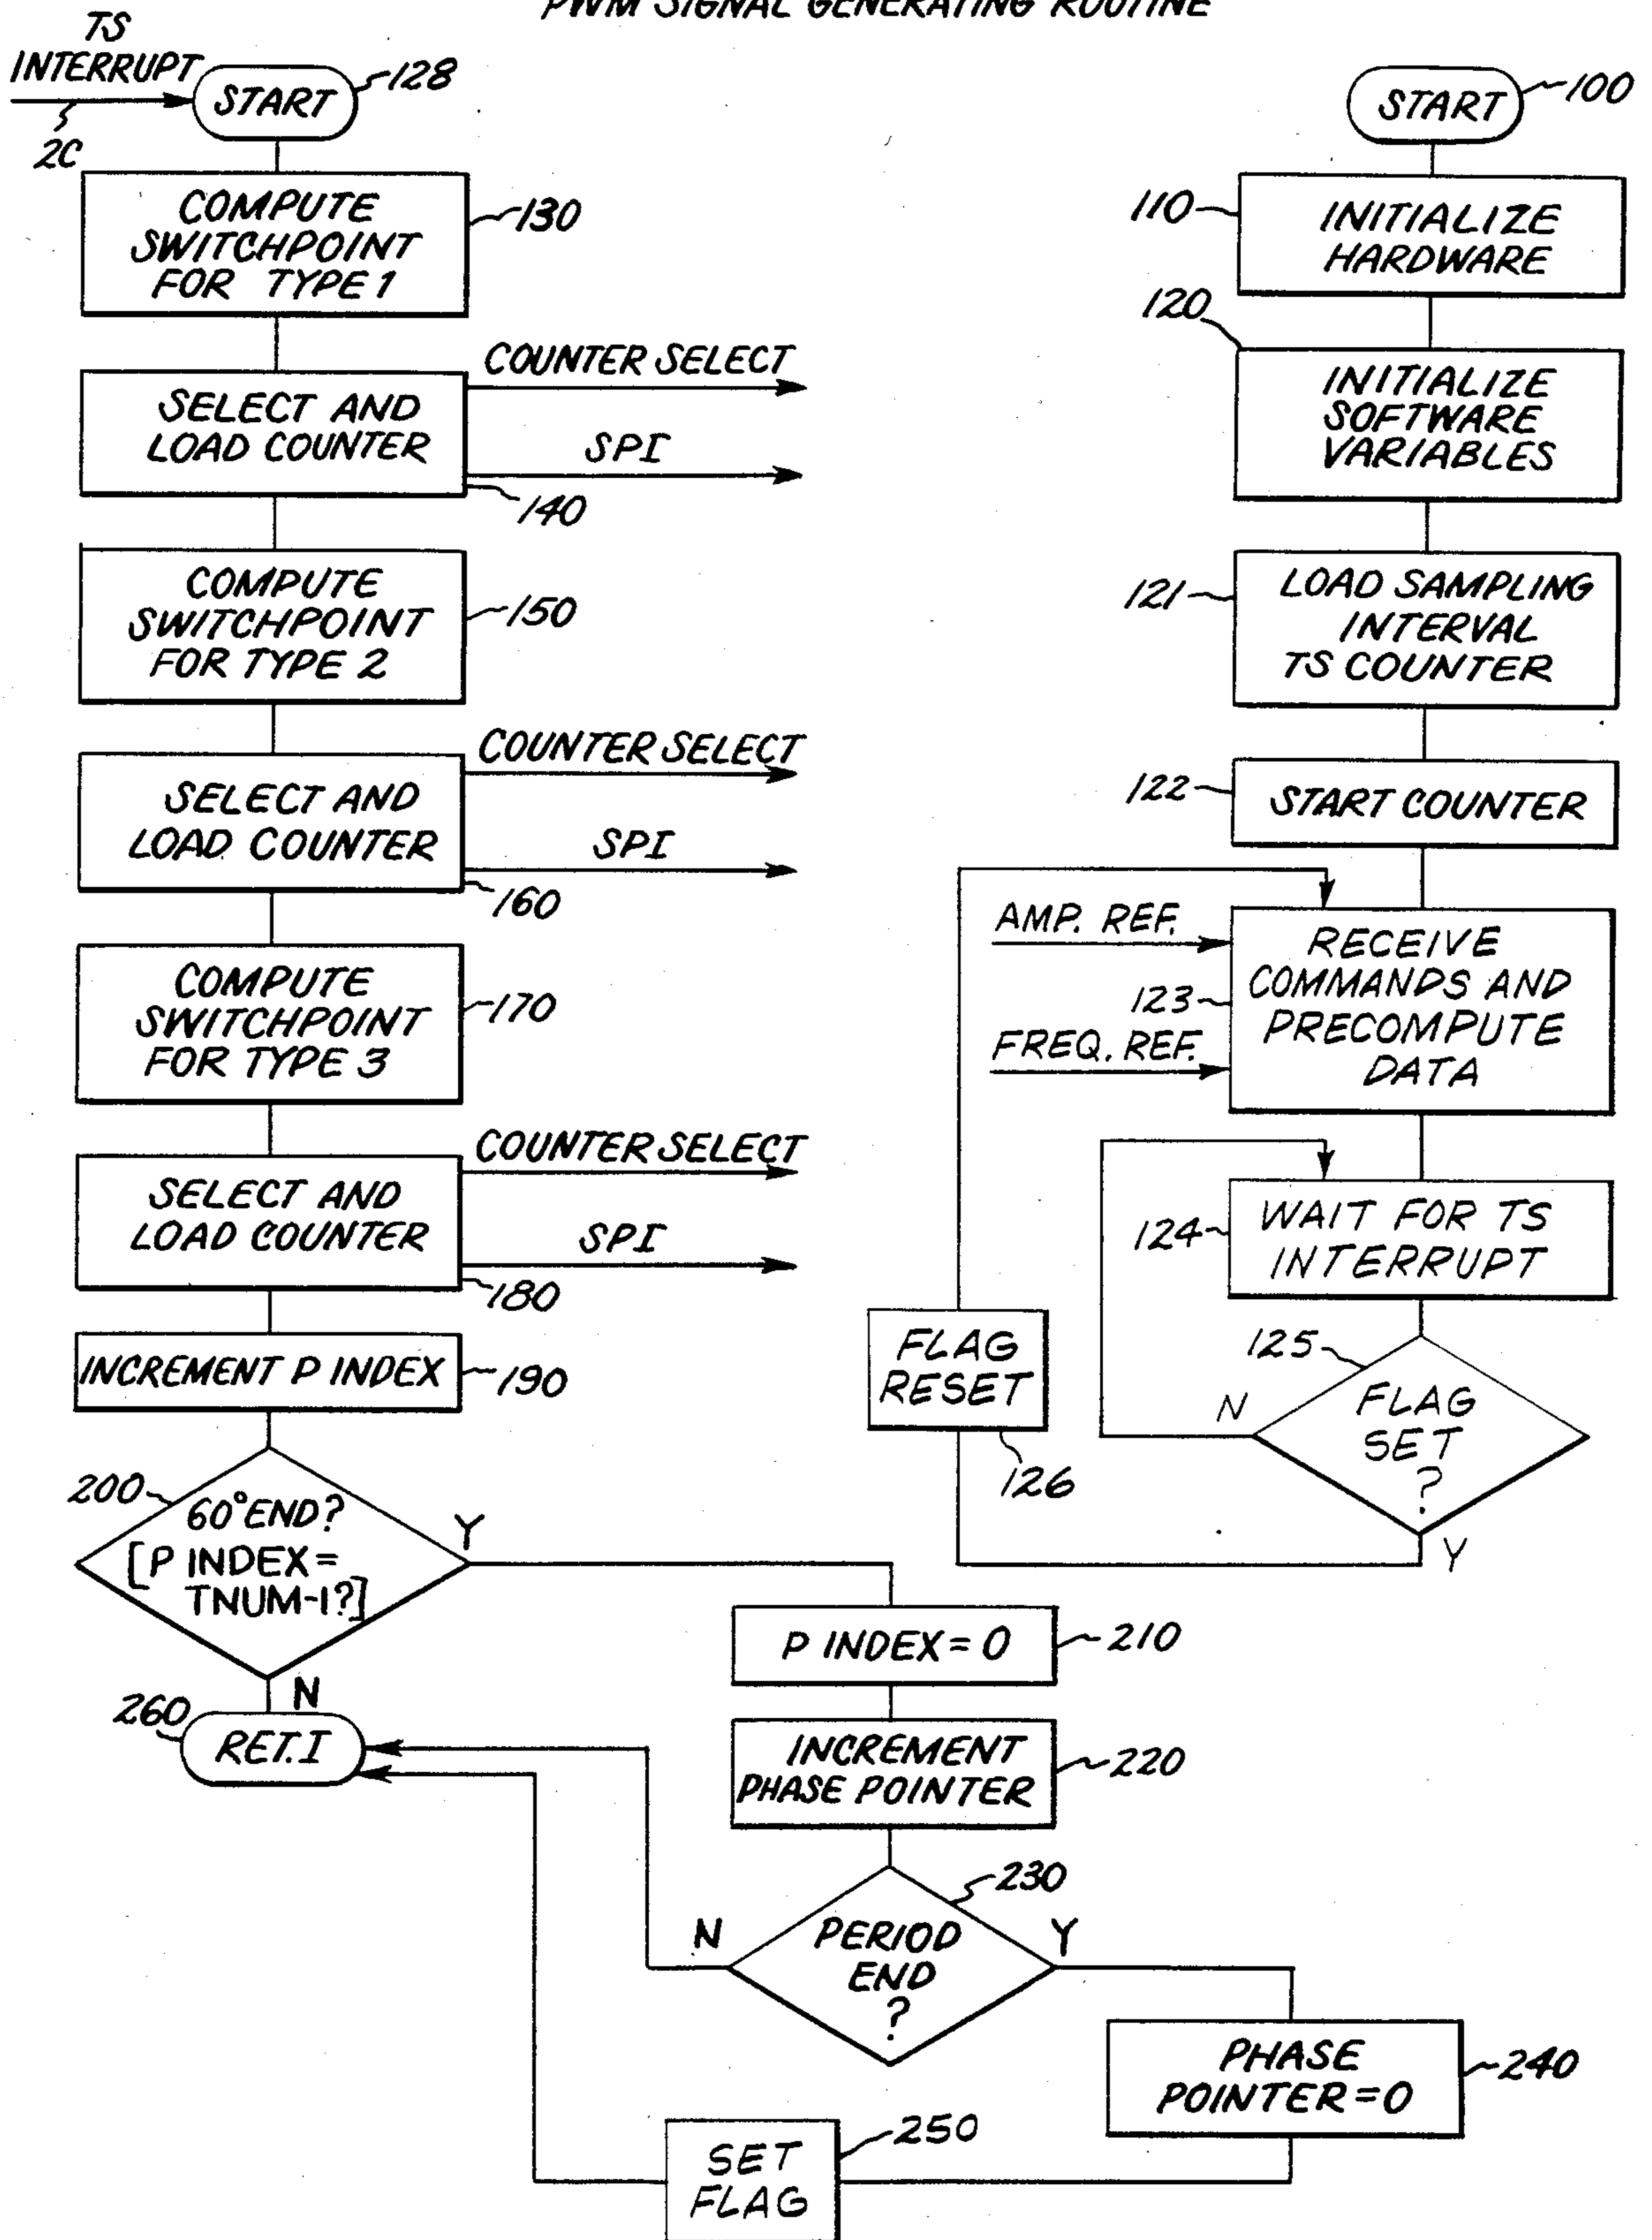 PWM SIGNAL GENERATING ROUTINE
TS
INTERRUPT
2C
START
128
COMPUTE
SWITCHPOINT
FOR TYPE 1
130
SELECT AND
LOAD COUNTER
COUNTER SELECT
SPI
140
COMPUTE
SWITCHPOINT
FOR TYPE 2
150
SELECT AND
LOAD COUNTER
COUNTER SELECT
SPI
160
COMPUTE
SWITCHPOINT
FOR TYPE 3
170
SELECT AND
LOAD COUNTER
COUNTER SELECT
SPI
180
INCREMENT P INDEX
190
200
60° END?
[P INDEX =
TNUM-1?]
Y
N
260
RET.I
P INDEX = 0
210
INCREMENT
PHASE POINTER
220
230
PERIOD
END
?
N
Y
PHASE
POINTER = 0
240
SET
FLAG
250
START
100
110
INITIALIZE
HARDWARE
120
INITIALIZE
SOFTWARE
VARIABLES
121
LOAD SAMPLING
INTERVAL
TS COUNTER
122
START COUNTER
AMP. REF.
123
FREQ. REF.
RECEIVE
COMMANDS AND
PRECOMPUTE
DATA
124
WAIT FOR TS
INTERRUPT
125
FLAG
SET
?
N
Y
FLAG
RESET
126